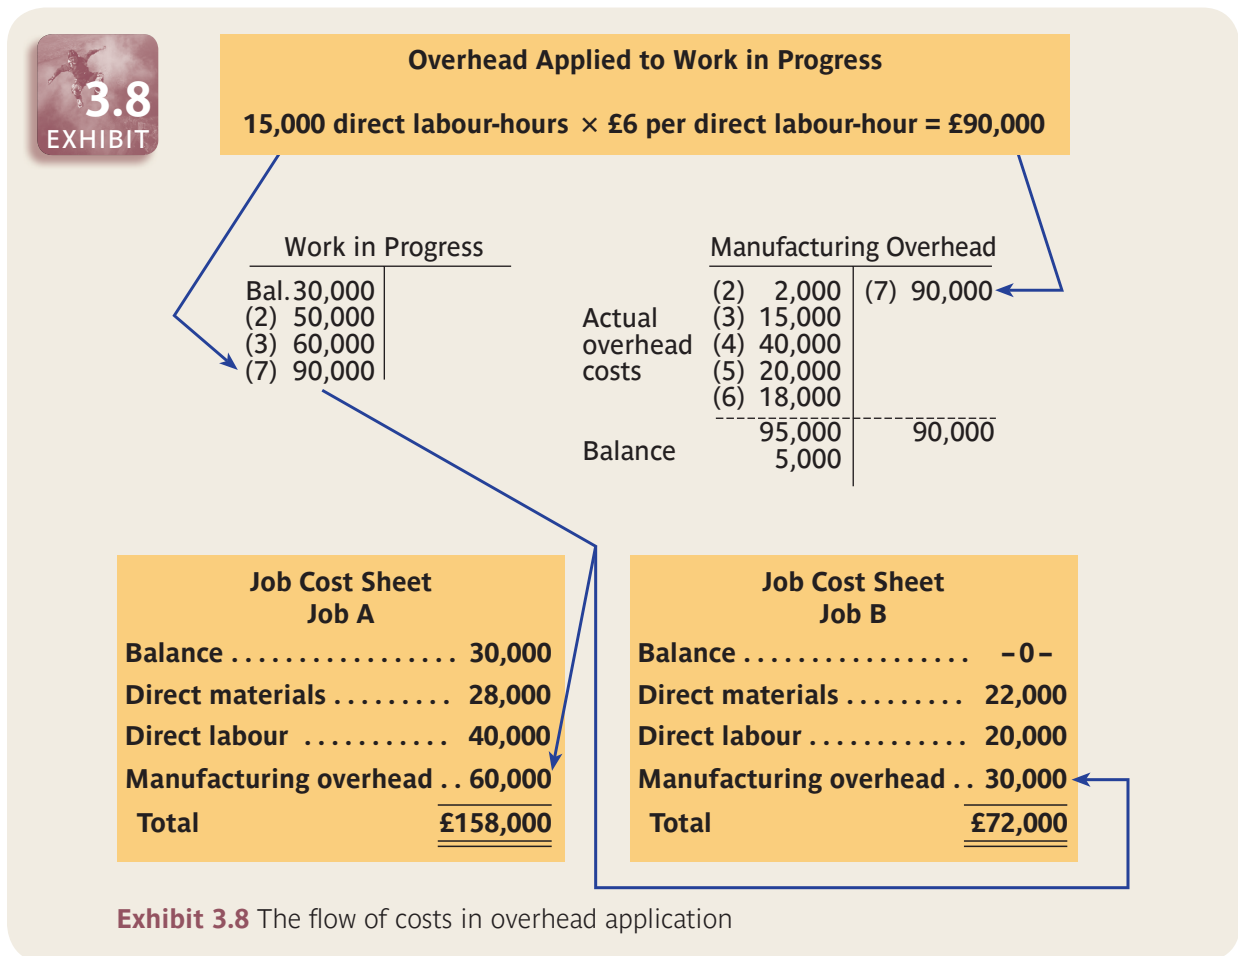 3.8
EXHIBIT
Overhead Applied to Work in Progress
15,000 direct labour-hours × £6 per direct labour-hour = £90,000
Work in Progress
Bal. 30,000
(2) 50,000
(3) 60,000
(7) 90,000
Manufacturing Overhead
Actual
overhead
costs
(2) 2,000 (7) 90,000
(3) 15,000
(4) 40,000
(5) 20,000
(6) 18,000
95,000 90,000
Balance 5,000
Job Cost Sheet
Job A
Balance ................. 30,000
Direct materials ......... 28,000
Direct labour ........... 40,000
Manufacturing overhead .. 60,000
Total £158,000
Job Cost Sheet
Job B
Balance ................. –0–
Direct materials ......... 22,000
Direct labour ............ 20,000
Manufacturing overhead .. 30,000
Total £72,000
Exhibit 3.8 The flow of costs in overhead application